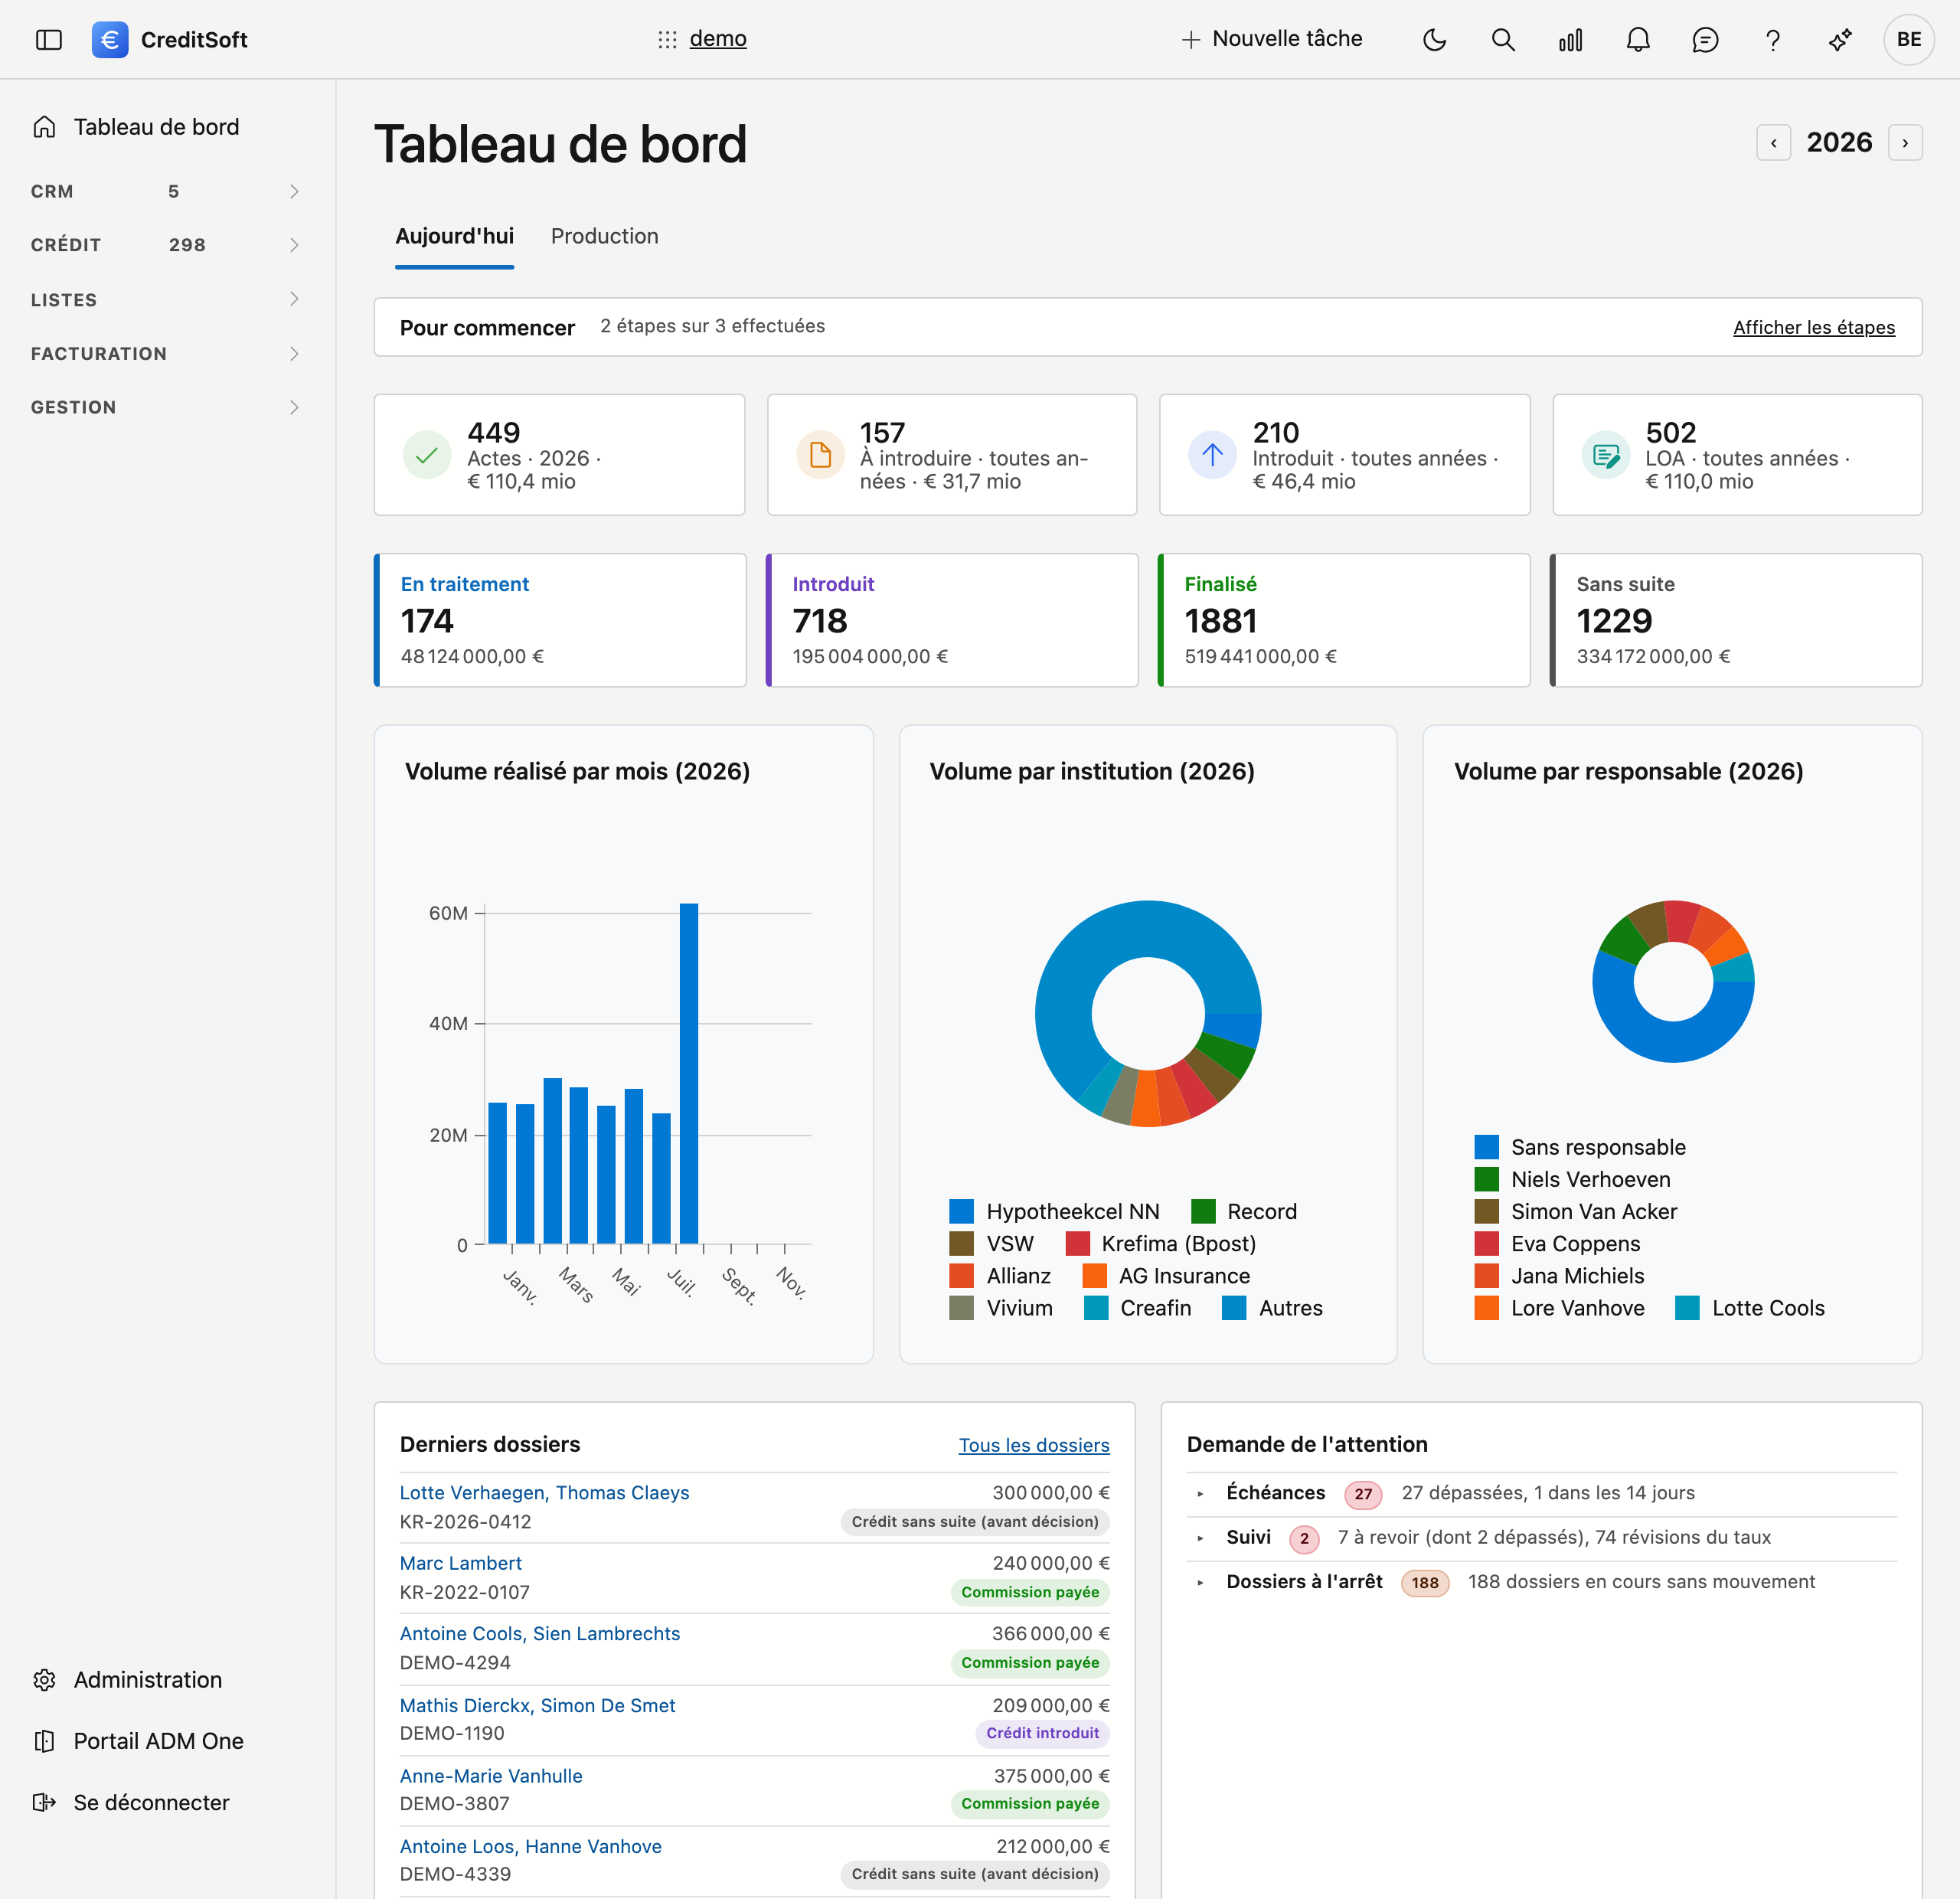 CreditSoft
demo
Nouvelle tâche
BE
Tableau de bord
CRM 5
CRÉDIT 298
LISTES
FACTURATION
GESTION
Administration
Portail ADM One
Se déconnecter
Tableau de bord
2026
Aujourd'hui Production
Pour commencer 2 étapes sur 3 effectuées Afficher les étapes
449
Actes · 2026 ·
€ 110,4 mio
157
À introduire · toutes an-
nées · € 31,7 mio
210
Introduit · toutes années ·
€ 46,4 mio
502
LOA · toutes années ·
€ 110,0 mio
En traitement
174
48 124 000,00 €
Introduit
718
195 004 000,00 €
Finalisé
1881
519 441 000,00 €
Sans suite
1229
334 172 000,00 €
Volume réalisé par mois (2026)
60M
40M
20M
0
Janv. Mars Mai Juil. Sept. Nov.
Volume par institution (2026)
Hypotheekcel NN Record
VSW Krefima (Bpost)
Allianz AG Insurance
Vivium Creafin Autres
Volume par responsable (2026)
Sans responsable
Niels Verhoeven
Simon Van Acker
Eva Coppens
Jana Michiels
Lore Vanhove Lotte Cools
Derniers dossiers Tous les dossiers
Lotte Verhaegen, Thomas Claeys 300 000,00 €
KR-2026-0412 Crédit sans suite (avant décision)
Marc Lambert 240 000,00 €
KR-2022-0107 Commission payée
Antoine Cools, Sien Lambrechts 366 000,00 €
DEMO-4294 Commission payée
Mathis Dierckx, Simon De Smet 209 000,00 €
DEMO-1190 Crédit introduit
Anne-Marie Vanhulle 375 000,00 €
DEMO-3807 Commission payée
Antoine Loos, Hanne Vanhove 212 000,00 €
DEMO-4339 Crédit sans suite (avant décision)
Demande de l'attention
Échéances 27 27 dépassées, 1 dans les 14 jours
Suivi 2 7 à revoir (dont 2 dépassés), 74 révisions du taux
Dossiers à l'arrêt 188 188 dossiers en cours sans mouvement